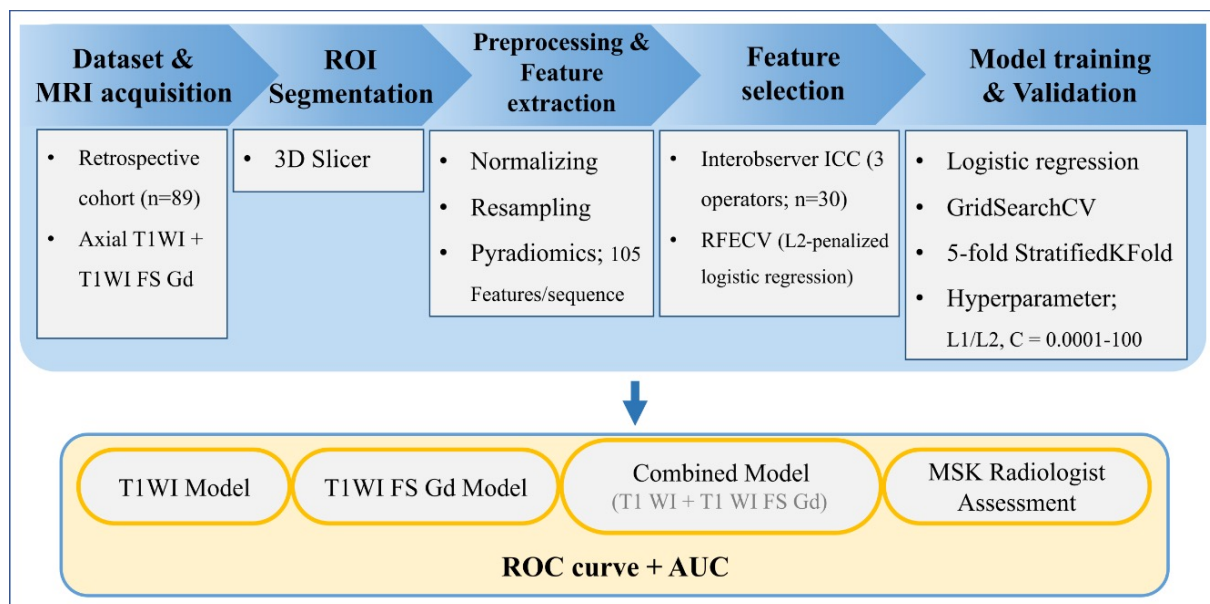 Dataset &
MRI acquisition
• Retrospective
cohort (n=89)
• Axial T1WI +
T1WI FS Gd
ROI
Segmentation
• 3D Slicer
Preprocessing &
Feature
extraction
• Normalizing
• Resampling
• Pyradiomics; 105
Features/sequence
Feature
selection
• Interobserver ICC (3
operators; n=30)
• RFECV (L2-penalized
logistic regression)
Model training
& Validation
• Logistic regression
• GridSearchCV
• 5-fold StratifiedKFold
• Hyperparameter;
L1/L2, C = 0.0001-100
T1WI Model
T1WI FS Gd Model
Combined Model
(T1 WI + T1 WI FS Gd)
MSK Radiologist
Assessment
ROC curve + AUC